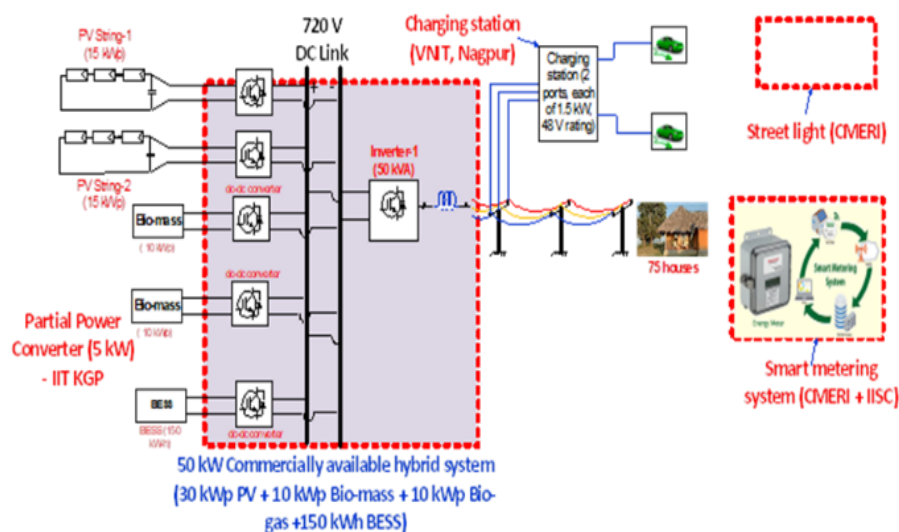 PV String-1
(15 kWp)
720 V
DC Link
Charging station
(VNIT, Nagpur)
Charging
station (2
ports, each
of 1.5 kW,
48 V rating)
Street light (CMERI)
PV String-2
(15 kWp)
dc-dc converter
Inverter-1
(50 kVA)
Bio-mass
( 10 kWp)
75 houses
dc-dc converter
Bio-mass
( 10 kWp)
Partial Power
Converter (5 kW)
- IIT KGP
BESS
BESS (150
kWh)
dc-dc converter
Smart Metering
System
Energy Meter
Smart metering
system (CMERI + IISC)
50 kW Commercially available hybrid system
(30 kWp PV + 10 kWp Bio-mass + 10 kWp Bio-
gas +150 kWh BESS)